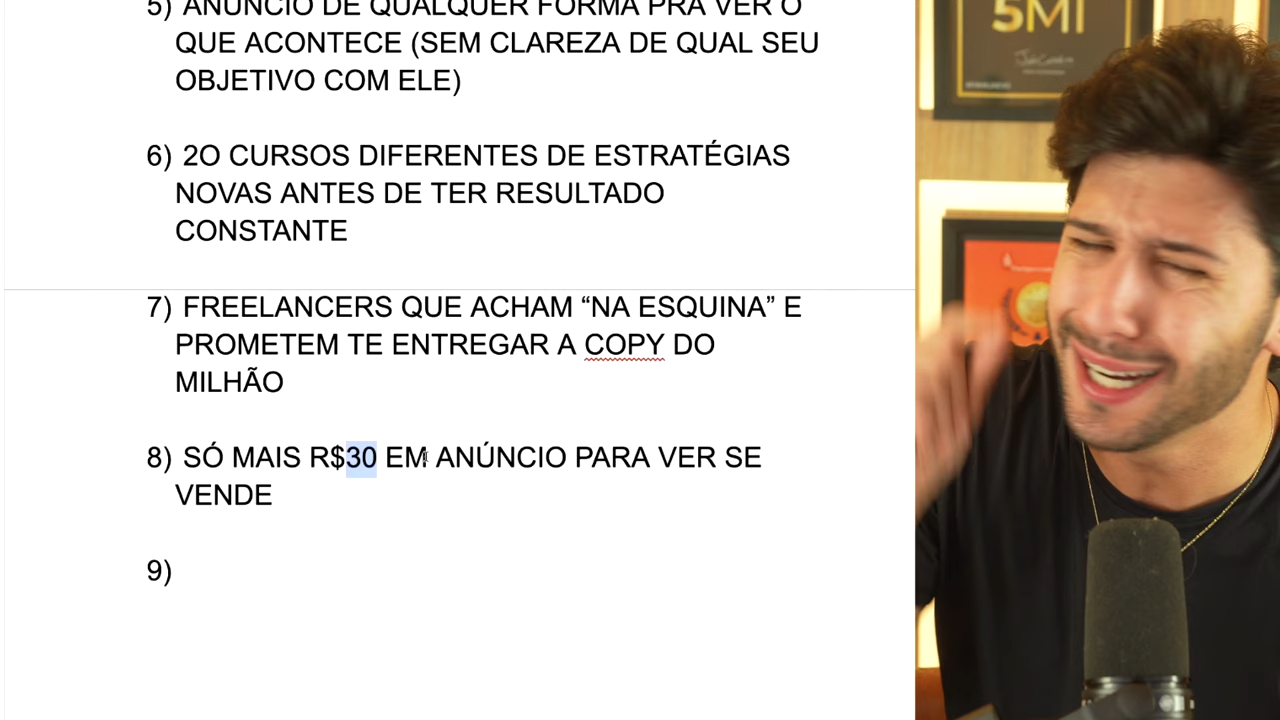 5) ANÚNCIO DE QUALQUER FORMA PRA VER O
QUE ACONTECE (SEM CLAREZA DE QUAL SEU
OBJETIVO COM ELE)
6) 2O CURSOS DIFERENTES DE ESTRATÉGIAS
NOVAS ANTES DE TER RESULTADO
CONSTANTE
7) FREELANCERS QUE ACHAM “NA ESQUINA” E
PROMETEM TE ENTREGAR A COPY DO
MILHÃO
8) SÓ MAIS R$30 EM ANÚNCIO PARA VER SE
VENDE
9)
5MI